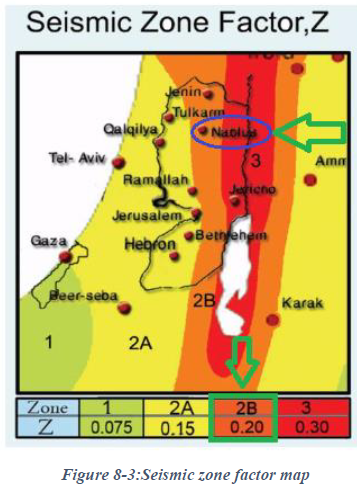 Seismic Zone Factor,Z
Jenin
Tulkarm
Qalqilya
Nablus
Tel- Aviv
3
Amm
Ramallah
Jericho
Jerusalem
Bethlehem
Gaza
Hebron
Beer-seba
2B
Karak
1
2A
Zone 1 2A 2B 3
Z 0.075 0.15 0.20 0.30
Figure 8-3:Seismic zone factor map